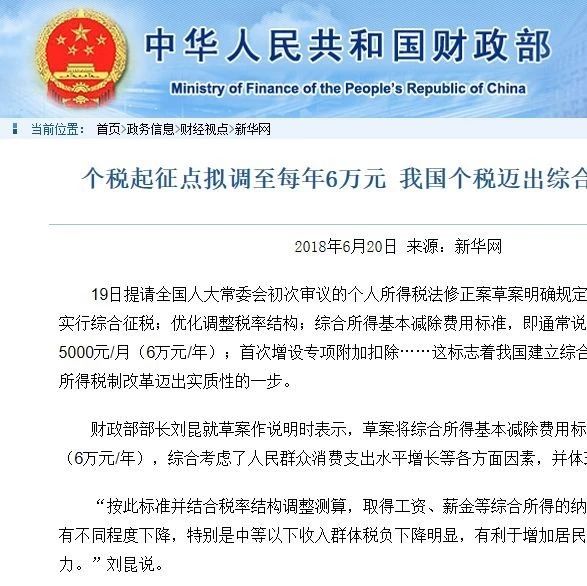 中华人民共和国财政部
Ministry of Finance of the People's Republic of China
当前位置： 首页>政务信息>财经视点>新华网
个税起征点拟调至每年6万元 我国个税迈出综合
2018年6月20日 来源：新华网
19日提请全国人大常委会初次审议的个人所得税法修正案草案明确规定
实行综合征税；优化调整税率结构；综合所得基本减除费用标准，即通常说
5000元/月（6万元/年）；首次增设专项附加扣除……这标志着我国建立综合
所得税制改革迈出实质性的一步。
财政部部长刘昆就草案作说明时表示，草案将综合所得基本减除费用标
（6万元/年），综合考虑了人民群众消费支出水平增长等各方面因素，并体
“按此标准并结合税率结构调整测算，取得工资、薪金等综合所得的纳
有不同程度下降，特别是中等以下收入群体税负下降明显，有利于增加居民
力。”刘昆说。